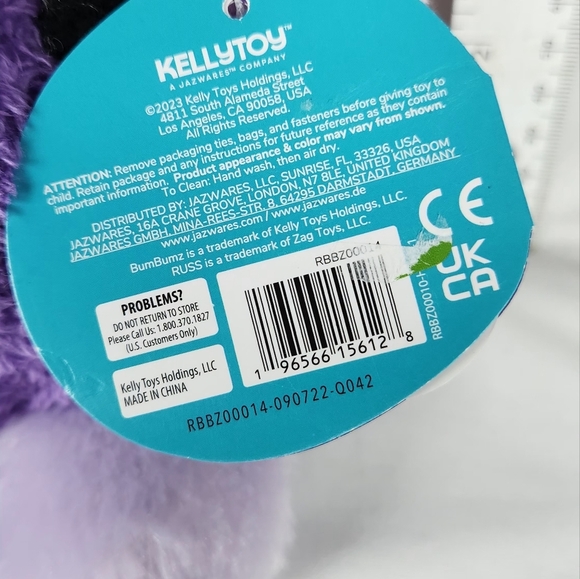 KELLYTOY™
A JAZWARES™ COMPANY
©2023 Kelly Toys Holdings, LLC
4811 South Alameda Street
Los Angeles, CA 90058, USA
All Rights Reserved.
ATTENTION: Remove packaging ties, bags, and fasteners before giving toy to
child. Retain package and any instructions for future reference as they contain
important information. Product appearance & color may vary from shown.
To Clean: Hand wash, then air dry.
DISTRIBUTED BY: JAZWARES, LLC, SUNRISE, FL, 33326, USA
JAZWARES, 16A CRANE GROVE, LONDON, N7 8LE, UNITED KINGDOM
JAZWARES GMBH, MINA-REES-STR. 8, 64295 DARMSTADT, GERMANY
www.jazwares.com / www.jazwares.de
BumBumz is a trademark of Kelly Toys Holdings, LLC.
RUSS is a trademark of Zag Toys, LLC.
CE
UK
CA
PROBLEMS?
DO NOT RETURN TO STORE
Please Call Us: 1.800.370.1827
(U.S. Customers Only)
Kelly Toys Holdings, LLC
MADE IN CHINA
RBBZ00014
1 96566 15612 8
RBBZ00010-H
RBBZ00014-090722-Q042